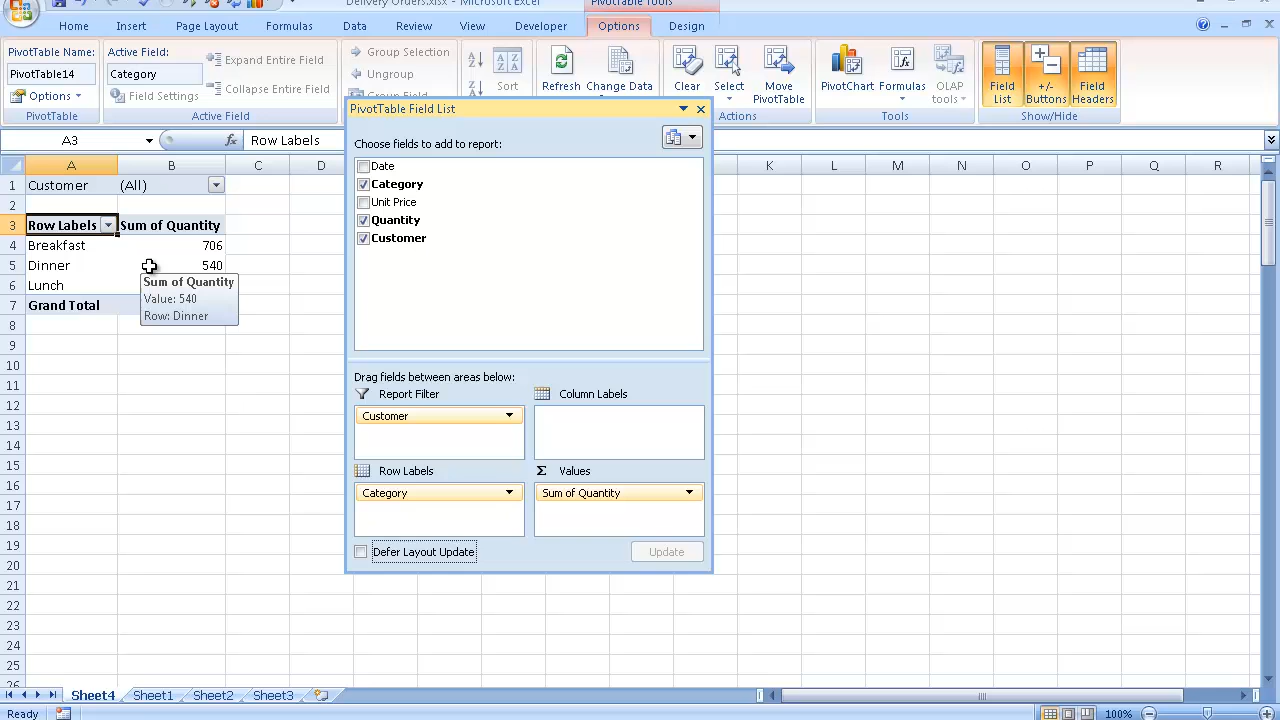 Delivery Orders.xlsx - Microsoft Excel
PivotTable Tools
Home Insert Page Layout Formulas Data Review View Developer Options Design
PivotTable Name:
PivotTable14
Options
PivotTable
Active Field:
Category
Field Settings
Expand Entire Field
Collapse Entire Field
Active Field
Group Selection
Ungroup
Group Field
Sort
Refresh
Change Data
Clear
Select
Move
PivotTable
Actions
PivotChart
Formulas
OLAP
tools
Tools
Field
List
+/-
Buttons
Field
Headers
Show/Hide
A3
fx
Row Labels
A B C D K L M N O P Q R
1 Customer (All)
2
3 Row Labels Sum of Quantity
4 Breakfast 706
5 Dinner 540
6 Lunch
7 Grand Total
8
9
10
11
12
13
14
15
16
17
18
19
20
21
22
23
24
25
Sum of Quantity
Value: 540
Row: Dinner
PivotTable Field List
Choose fields to add to report:
Date
Category
Unit Price
Quantity
Customer
Drag fields between areas below:
Report Filter
Customer
Column Labels
Row Labels
Category
Σ Values
Sum of Quantity
Defer Layout Update
Update
Sheet4 Sheet1 Sheet2 Sheet3
Ready
100%